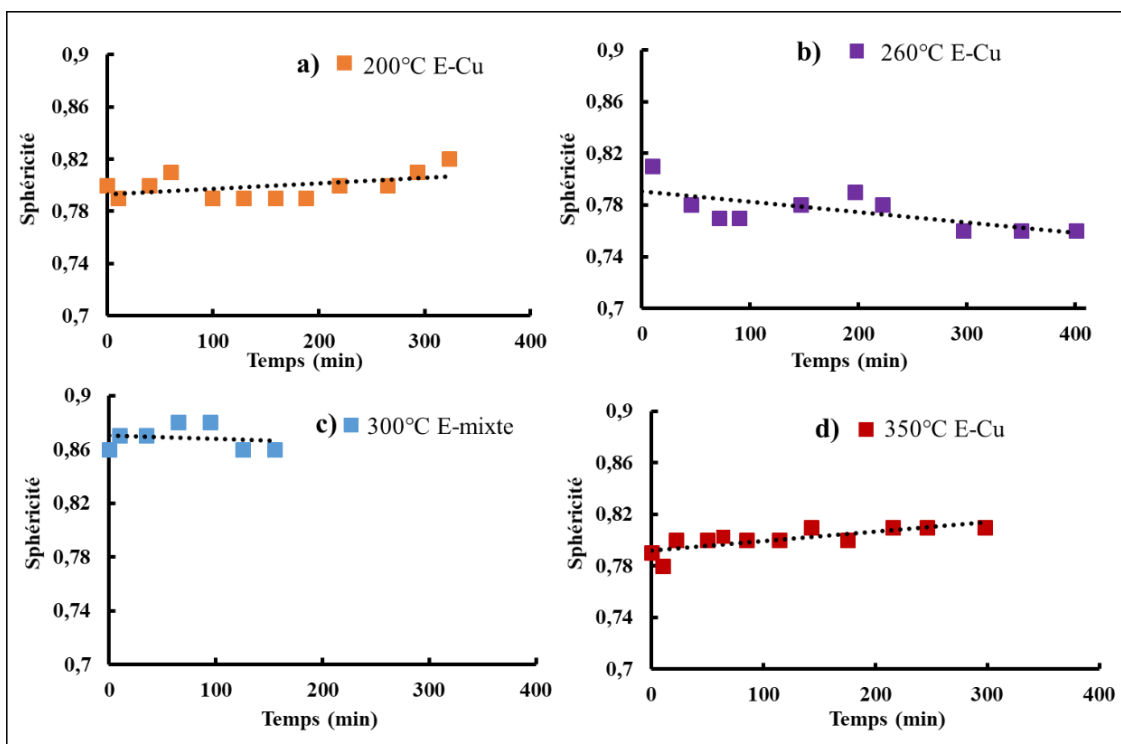 a) 200°C E-Cu
Sphéricité
0,9
0,86
0,82
0,78
0,74
0,7
0 100 200 300 400
Temps (min)
b) 260°C E-Cu
Sphéricité
0,9
0,86
0,82
0,78
0,74
0,7
0 100 200 300 400
Temps (min)
c) 300°C E-mixte
Sphéricité
0,9
0,86
0,82
0,78
0,74
0,7
0 100 200 300 400
Temps (min)
d) 350°C E-Cu
Sphéricité
0,9
0,86
0,82
0,78
0,74
0,7
0 100 200 300 400
Temps (min)